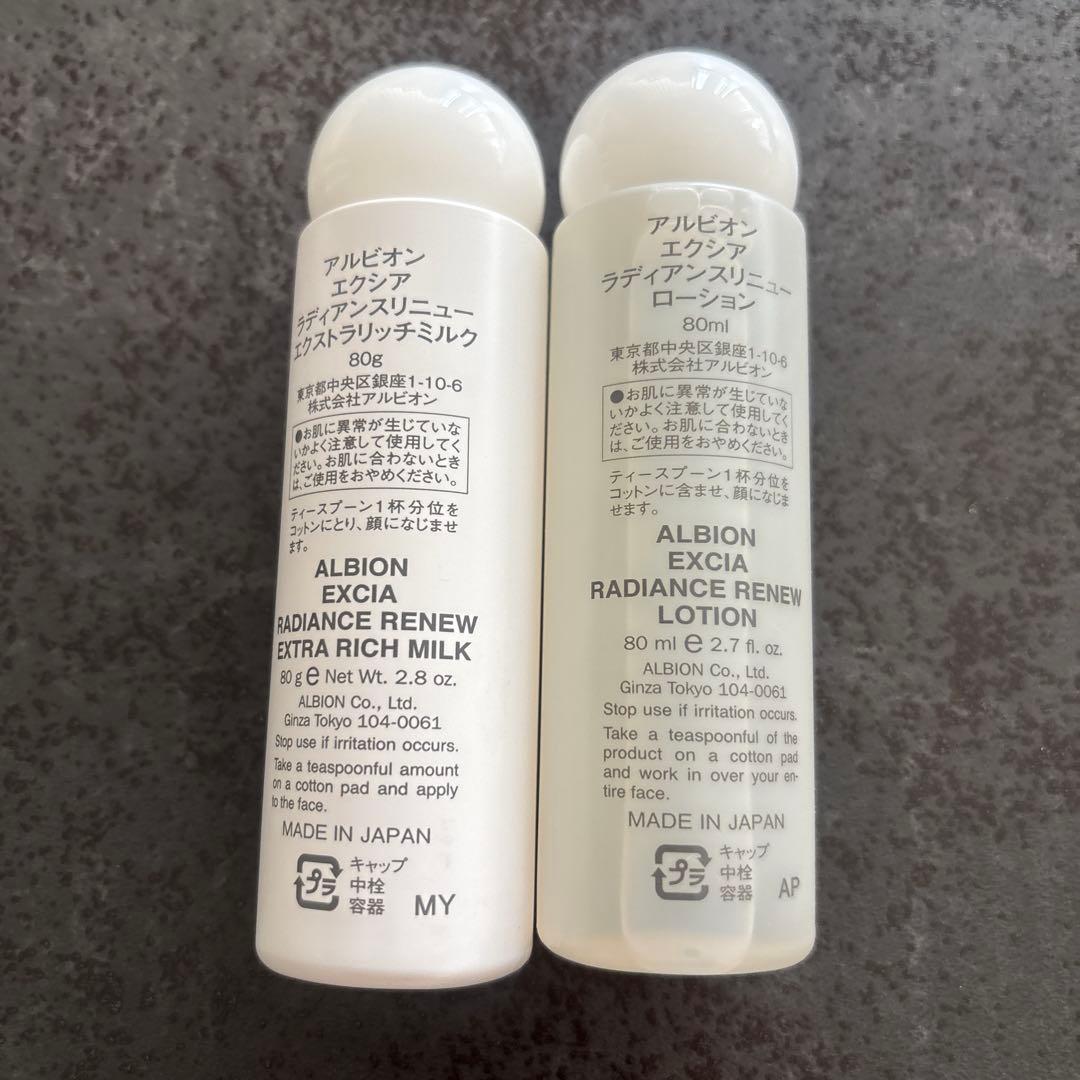 アルビオン
エクシア
ラディアンスリニュー
エクストラリッチミルク
80g
東京都中央区銀座1-10-6
株式会社アルビオン
●お肌に異常が生じていな
いかよく注意して使用してく
ださい。お肌に合わないとき
は、ご使用をおやめください。
ティースプーン1杯分位を
コットンにとり、顔になじませ
ます。
ALBION
EXCIA
RADIANCE RENEW
EXTRA RICH MILK
80 g e Net Wt. 2.8 oz.
ALBION Co., Ltd.
Ginza Tokyo 104-0061
Stop use if irritation occurs.
Take a teaspoonful amount
on a cotton pad and apply
to the face.
MADE IN JAPAN
プラ
キャップ
中栓
容器
MY
アルビオン
エクシア
ラディアンスリニュー
ローション
80ml
東京都中央区銀座1-10-6
株式会社アルビオン
●お肌に異常が生じていな
いかよく注意して使用してく
ださい。お肌に合わないとき
は、ご使用をおやめください。
ティースプーン1杯分位を
コットンに含ませ、顔になじま
せます。
ALBION
EXCIA
RADIANCE RENEW
LOTION
80 ml e 2.7 fl. oz.
ALBION Co., Ltd.
Ginza Tokyo 104-0061
Stop use if irritation occurs.
Take a teaspoonful of the
product on a cotton pad
and work in over your en-
tire face.
MADE IN JAPAN
プラ
キャップ
中栓
容器
AP